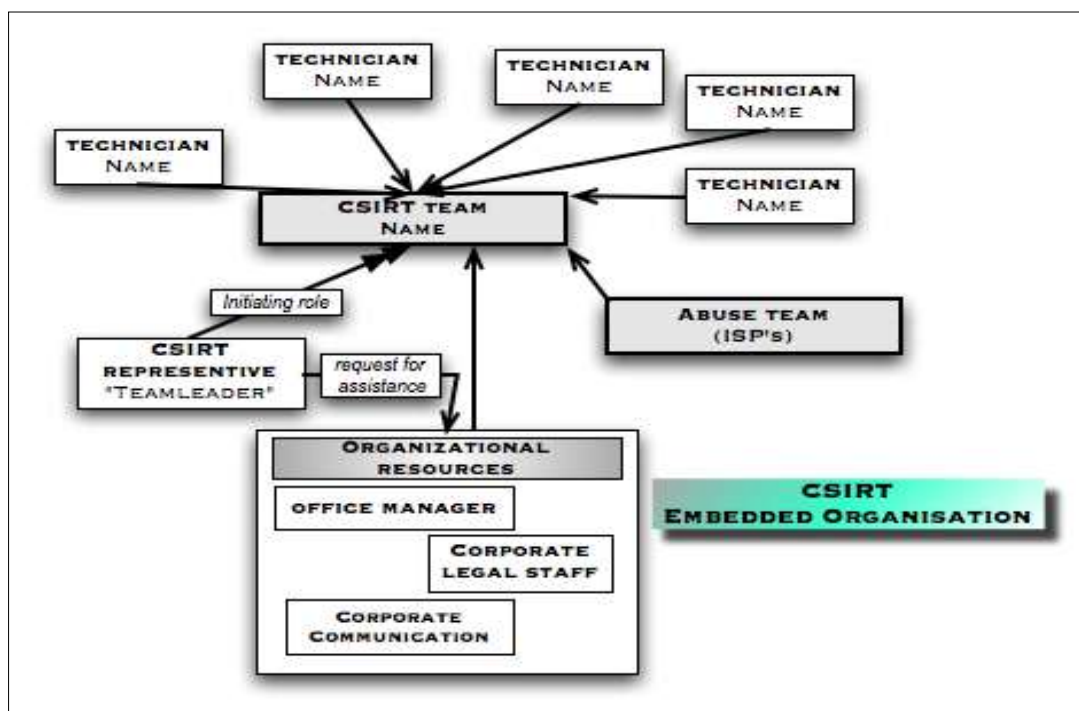 TECHNICIAN
NAME
TECHNICIAN
NAME
TECHNICIAN
NAME
TECHNICIAN
NAME
TECHNICIAN
NAME
CSIRT TEAM
NAME
Initiating role
ABUSE TEAM
(ISP's)
CSIRT
REPRESENTIVE
"TEAMLEADER"
request for
assistance
ORGANIZATIONAL
RESOURCES
OFFICE MANAGER
CORPORATE
LEGAL STAFF
CORPORATE
COMMUNICATION
CSIRT
EMBEDDED ORGANISATION